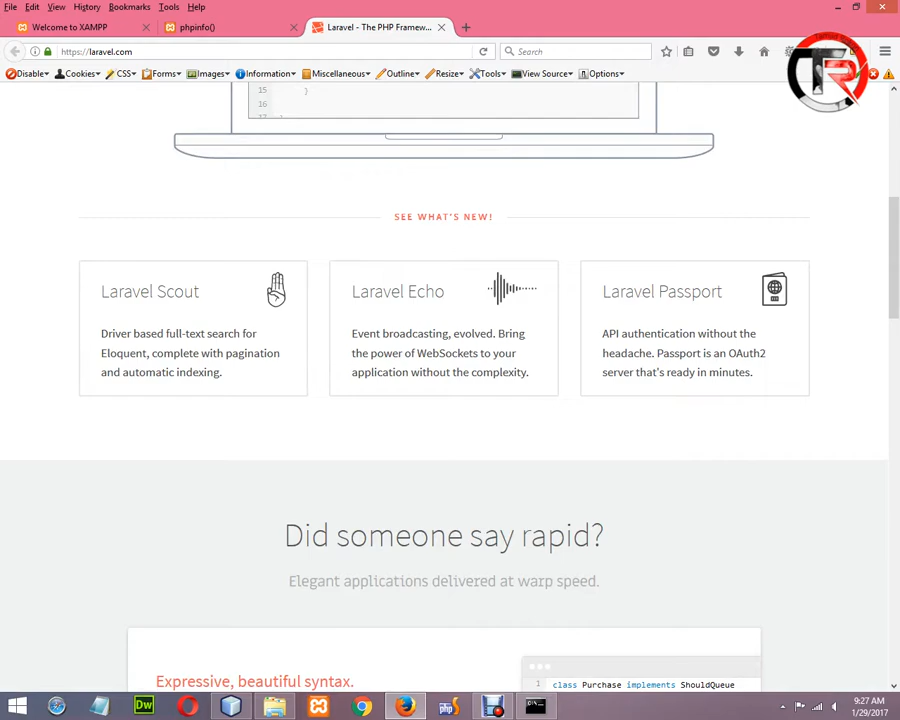 File Edit View History Bookmarks Tools Help
Welcome to XAMPP
phpinfo()
Laravel - The PHP Framew...
https://laravel.com
Search
Disable Cookies CSS Forms Images Information Miscellaneous Outline Resize Tools View Source Options
15 }
16
17
SEE WHAT'S NEW!
Laravel Scout
Driver based full-text search for
Eloquent, complete with pagination
and automatic indexing.
Laravel Echo
Event broadcasting, evolved. Bring
the power of WebSockets to your
application without the complexity.
Laravel Passport
API authentication without the
headache. Passport is an OAuth2
server that's ready in minutes.
Did someone say rapid?
Elegant applications delivered at warp speed.
Expressive, beautiful syntax.
1 class Purchase implements ShouldQueue
Dw
9:27 AM
1/29/2017